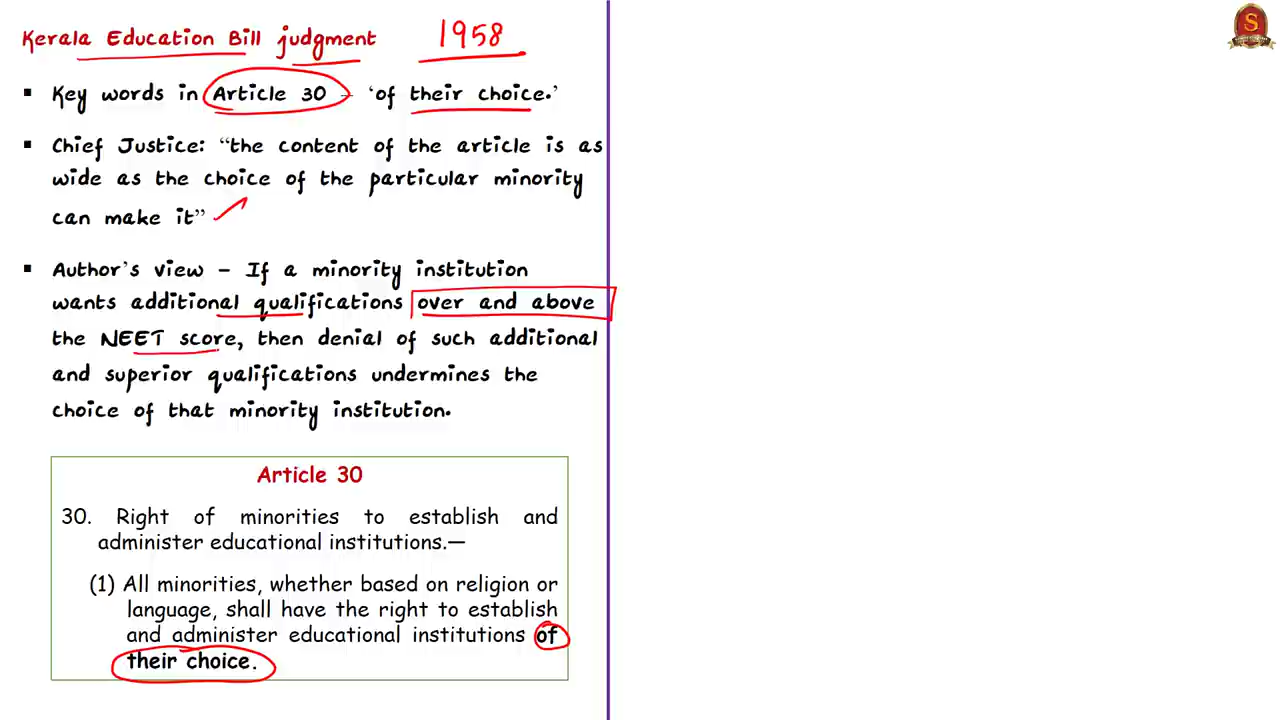 Kerala Education Bill judgment 1958
▪ Key words in Article 30 – ‘of their choice.’
▪ Chief Justice: “the content of the article is as
wide as the choice of the particular minority
can make it”
▪ Author’s view – If a minority institution
wants additional qualifications over and above
the NEET score, then denial of such additional
and superior qualifications undermines the
choice of that minority institution.
Article 30
30. Right of minorities to establish and
administer educational institutions.—
(1) All minorities, whether based on religion or
language, shall have the right to establish
and administer educational institutions of
their choice.
S